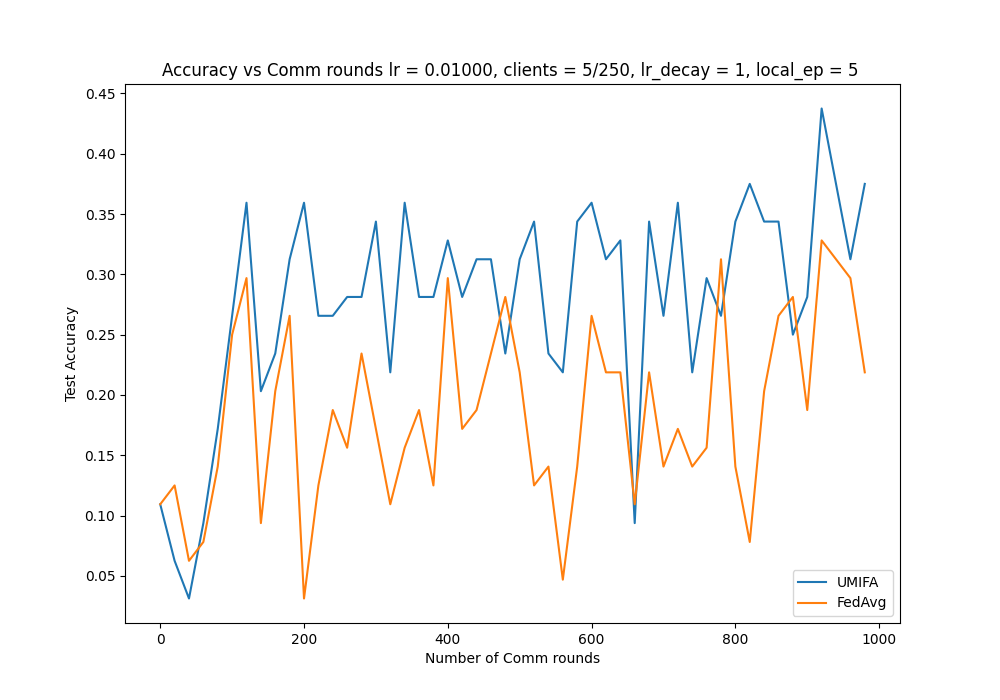 Accuracy vs Comm rounds lr = 0.01000, clients = 5/250, lr_decay = 1, local_ep = 5
0.45
0.40
0.35
0.30
0.25
0.20
0.15
0.10
0.05
Test Accuracy
UMIFA
FedAvg
0 200 400 600 800 1000
Number of Comm rounds